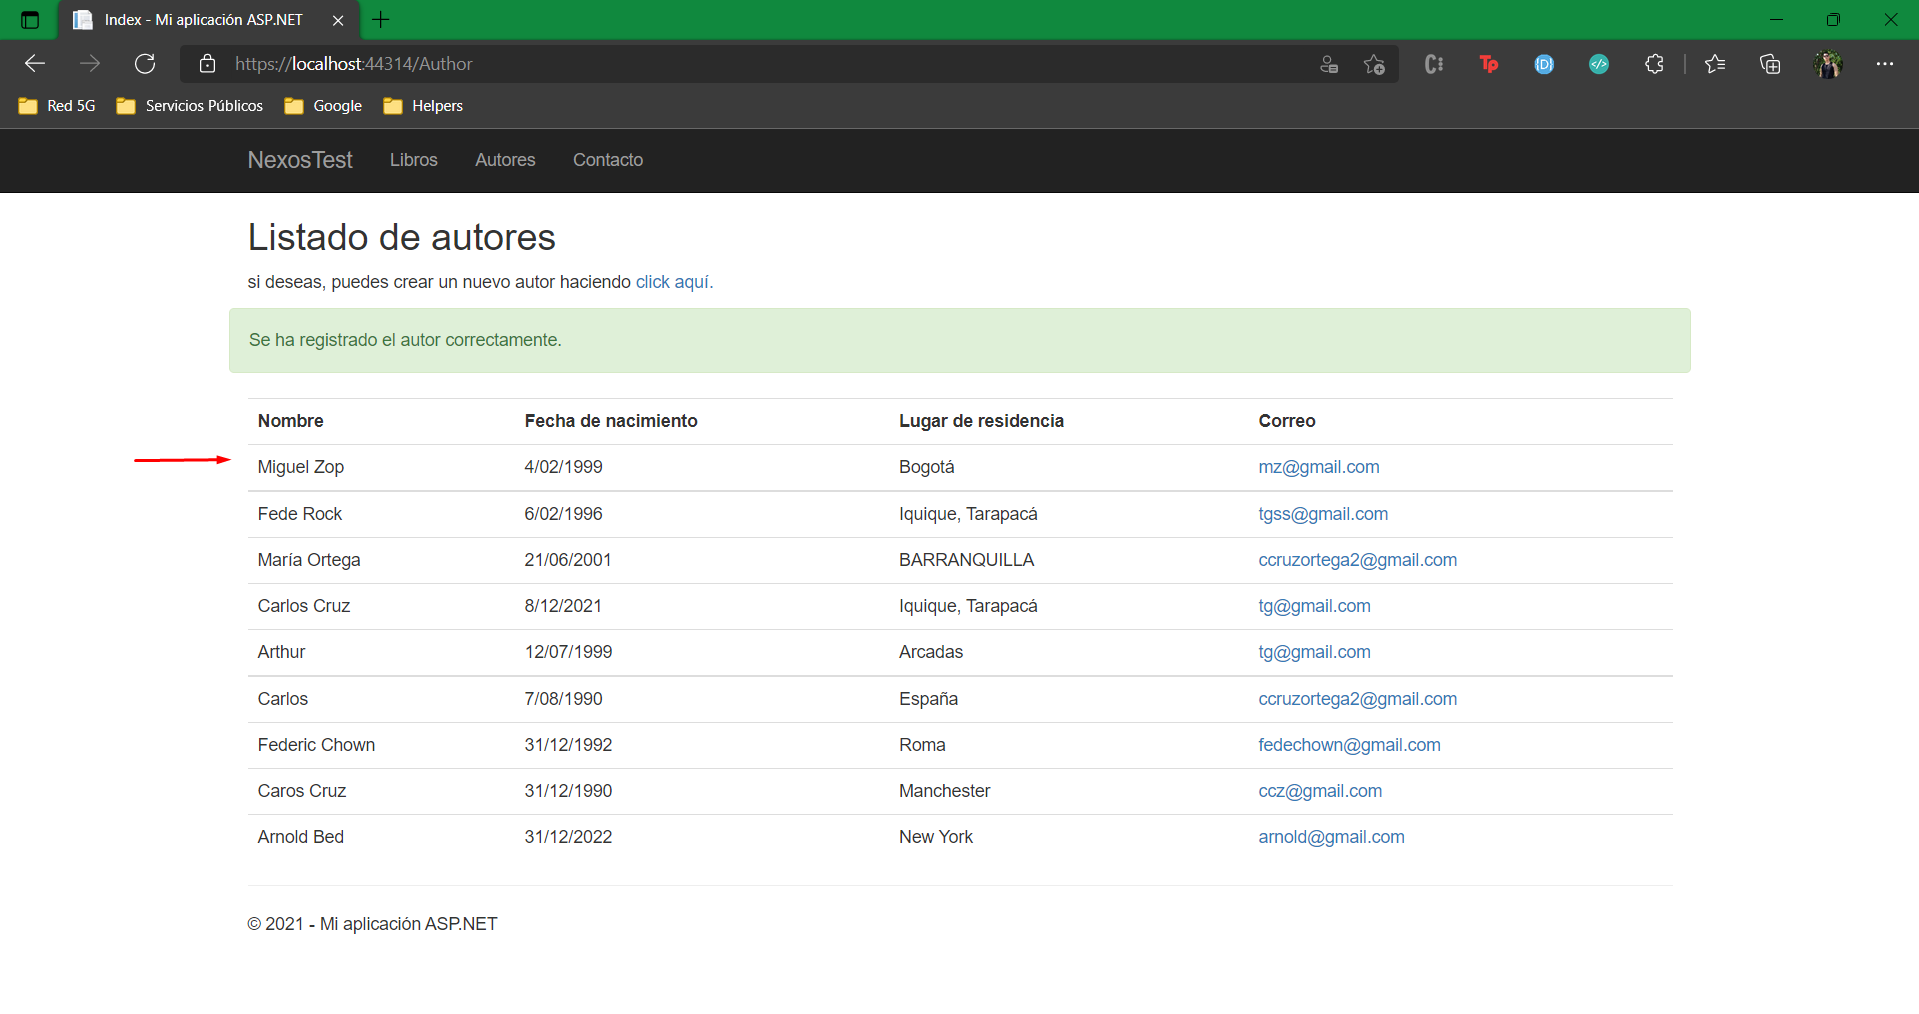 Index - Mi aplicación ASP.NET
https://localhost:44314/Author
Red 5G Servicios Públicos Google Helpers
NexosTest Libros Autores Contacto
Listado de autores
si deseas, puedes crear un nuevo autor haciendo click aquí.
Se ha registrado el autor correctamente.
Nombre Fecha de nacimiento Lugar de residencia Correo
Miguel Zop 4/02/1999 Bogotá mz@gmail.com
Fede Rock 6/02/1996 Iquique, Tarapacá tgss@gmail.com
María Ortega 21/06/2001 BARRANQUILLA ccruzortega2@gmail.com
Carlos Cruz 8/12/2021 Iquique, Tarapacá tg@gmail.com
Arthur 12/07/1999 Arcadas tg@gmail.com
Carlos 7/08/1990 España ccruzortega2@gmail.com
Federic Chown 31/12/1992 Roma fedechown@gmail.com
Caros Cruz 31/12/1990 Manchester ccz@gmail.com
Arnold Bed 31/12/2022 New York arnold@gmail.com
© 2021 - Mi aplicación ASP.NET